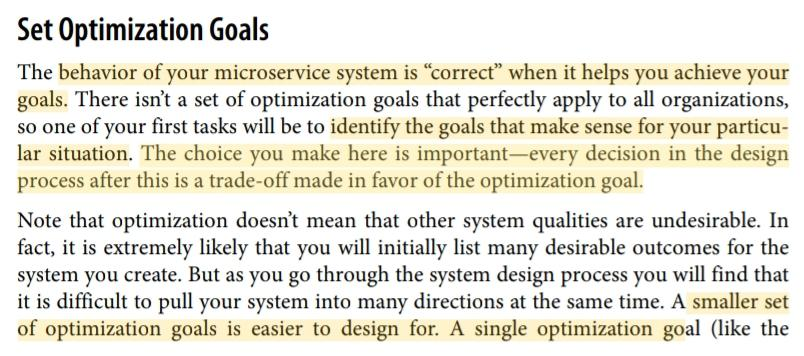 Set Optimization Goals
The behavior of your microservice system is “correct” when it helps you achieve your
goals. There isn’t a set of optimization goals that perfectly apply to all organizations,
so one of your first tasks will be to identify the goals that make sense for your particu-
lar situation. The choice you make here is important—every decision in the design
process after this is a trade-off made in favor of the optimization goal.
Note that optimization doesn’t mean that other system qualities are undesirable. In
fact, it is extremely likely that you will initially list many desirable outcomes for the
system you create. But as you go through the system design process you will find that
it is difficult to pull your system into many directions at the same time. A smaller set
of optimization goals is easier to design for. A single optimization goal (like the